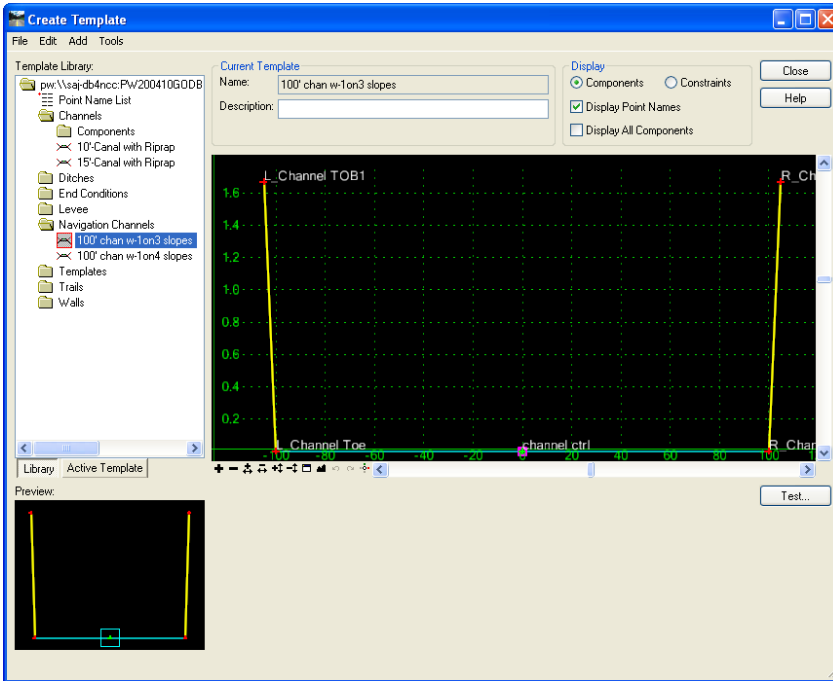 Create Template
File Edit Add Tools
Template Library:
pw:\\saj-db4ncc:PW200410GODB
Point Name List
Channels
Components
10'-Canal with Riprap
15'-Canal with Riprap
Ditches
End Conditions
Levee
Navigation Channels
100' chan w-1on3 slopes
100' chan w-1on4 slopes
Templates
Trails
Walls
Library Active Template
Preview:
Current Template
Name: 100' chan w-1on3 slopes
Description:
Display
Components Constraints
Display Point Names
Display All Components
Close
Help
L_Channel TOB1 R_Ch
1.6
1.4
1.2
1.0
0.8
0.6
0.4
0.2
L_Channel Toe channel ctrl R_Char
-100 -80 -60 -40 -20 0 20 40 60 80 100
Test...